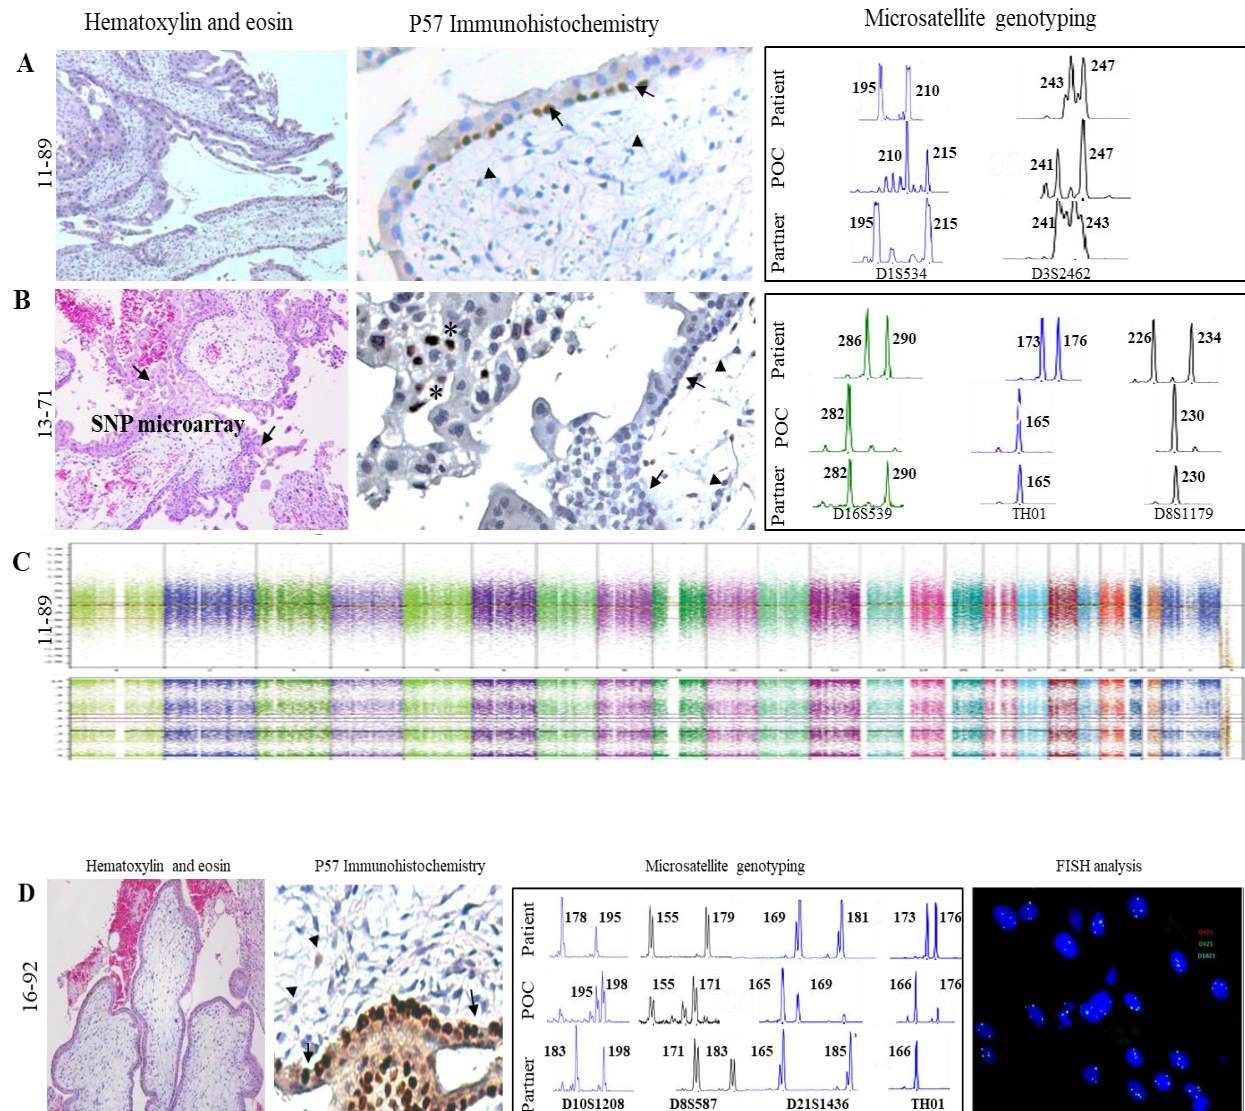 Hematoxylin and eosin
P57 Immunohistochemistry
Microsatellite genotyping
A
11-89
Patient
195
210
243
247
POC
210
215
241
247
Partner
195
215
241
243
D1S534
D3S2462
B
13-71
SNP microarray
*
*
Patient
286
290
173
176
226
234
POC
282
165
230
Partner
282
290
165
230
D16S539
TH01
D8S1179
C
11-89
Hematoxylin and eosin
P57 Immunohistochemistry
Microsatellite genotyping
FISH analysis
D
16-92
Patient
178
195
155
179
169
181
173
176
POC
195
198
155
171
165
169
166
176
Partner
183
198
171
183
165
185
166
D10S1208
D8S587
D21S1436
TH01